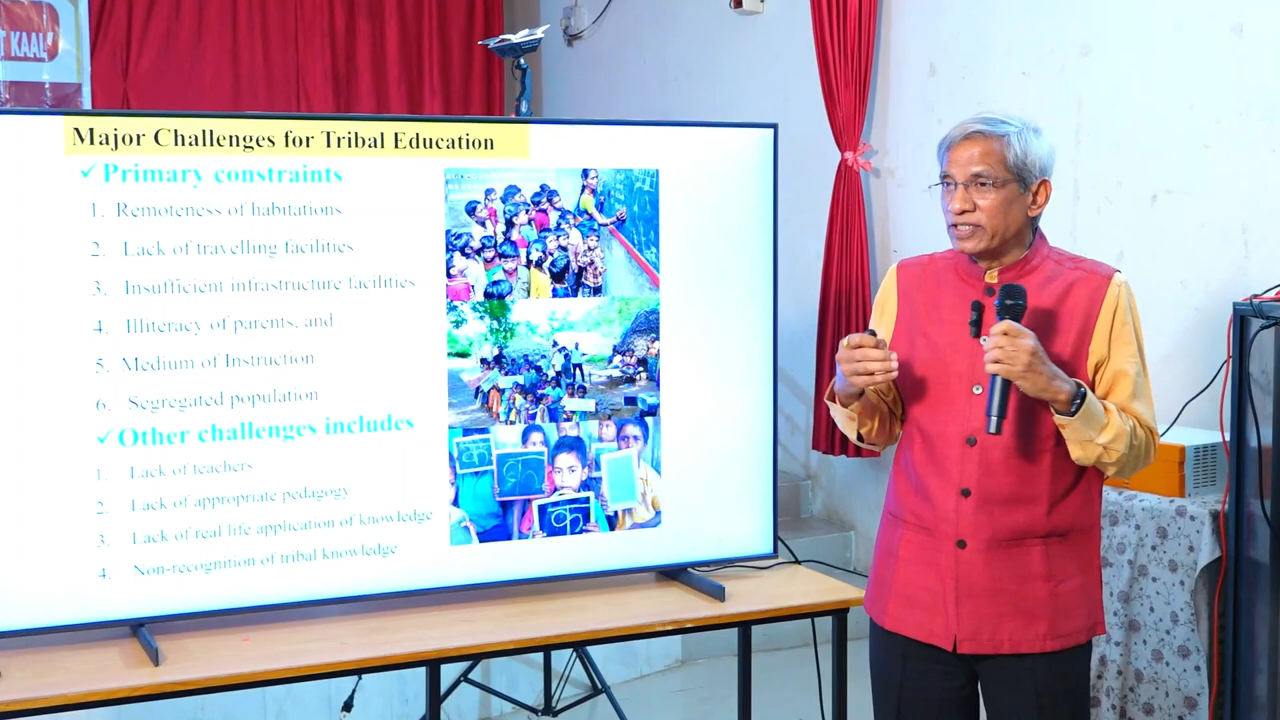 T KAAL"
Major Challenges for Tribal Education
✓ Primary constraints
1. Remoteness of habitations
2. Lack of travelling facilities
3. Insufficient infrastructure facilities
4. Illiteracy of parents, and
5. Medium of Instruction
6. Segregated population
✓ Other challenges includes
1. Lack of teachers
2. Lack of appropriate pedagogy
3. Lack of real life application of knowledge
4. Non-recognition of tribal knowledge
क